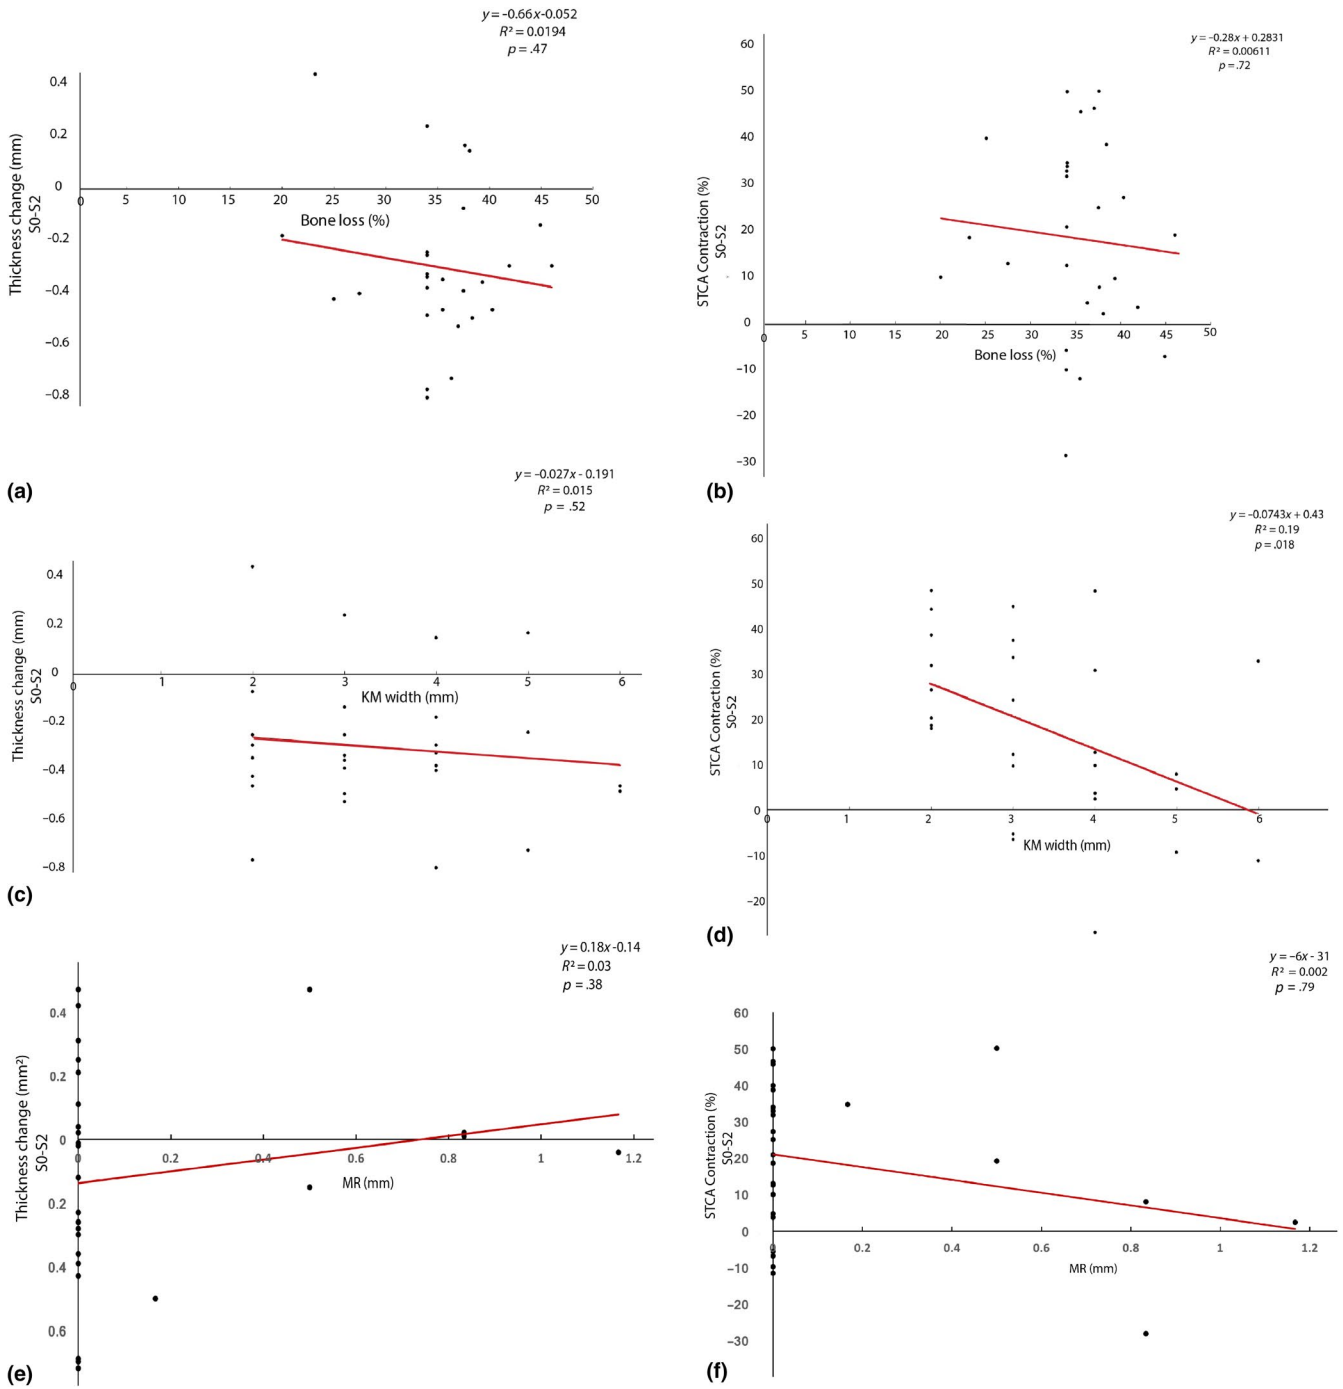 y = –0.66x-0.052
R² = 0.0194
p = .47
0.4
0.2
0
–0.2
–0.4
–0.6
–0.8
Thickness change (mm)
S0-S2
0 5 10 15 20 25 30 35 40 45 50
Bone loss (%)
(a)
y = –0.28x + 0.2831
R² = 0.00611
p = .72
60
50
40
30
20
10
0
–10
–20
–30
STCA Contraction (%)
S0-S2
0 5 10 15 20 25 30 35 40 45 50
Bone loss (%)
(b)
y = –0.027x - 0.191
R² = 0.015
p = .52
0.4
0.2
0
–0.2
–0.4
–0.6
–0.8
Thickness change (mm)
S0-S2
0 1 2 3 4 5 6
KM width (mm)
(c)
y = –0.0743x + 0.43
R² = 0.19
p = .018
60
50
40
30
20
10
0
–10
–20
STCA Contraction (%)
S0-S2
0 1 2 3 4 5 6
KM width (mm)
(d)
y = 0.18x -0.14
R² = 0.03
p = .38
0.4
0.2
0
0.2
0.4
0.6
Thickness change (mm²)
S0-S2
0 0.2 0.4 0.6 0.8 1 1.2
MR (mm)
(e)
y = –6x - 31
R² = 0.002
p = .79
60
50
40
30
20
10
0
–10
–20
–30
STCA Contraction (%)
S0-S2
0 0.2 0.4 0.6 0.8 1 1.2
MR (mm)
(f)